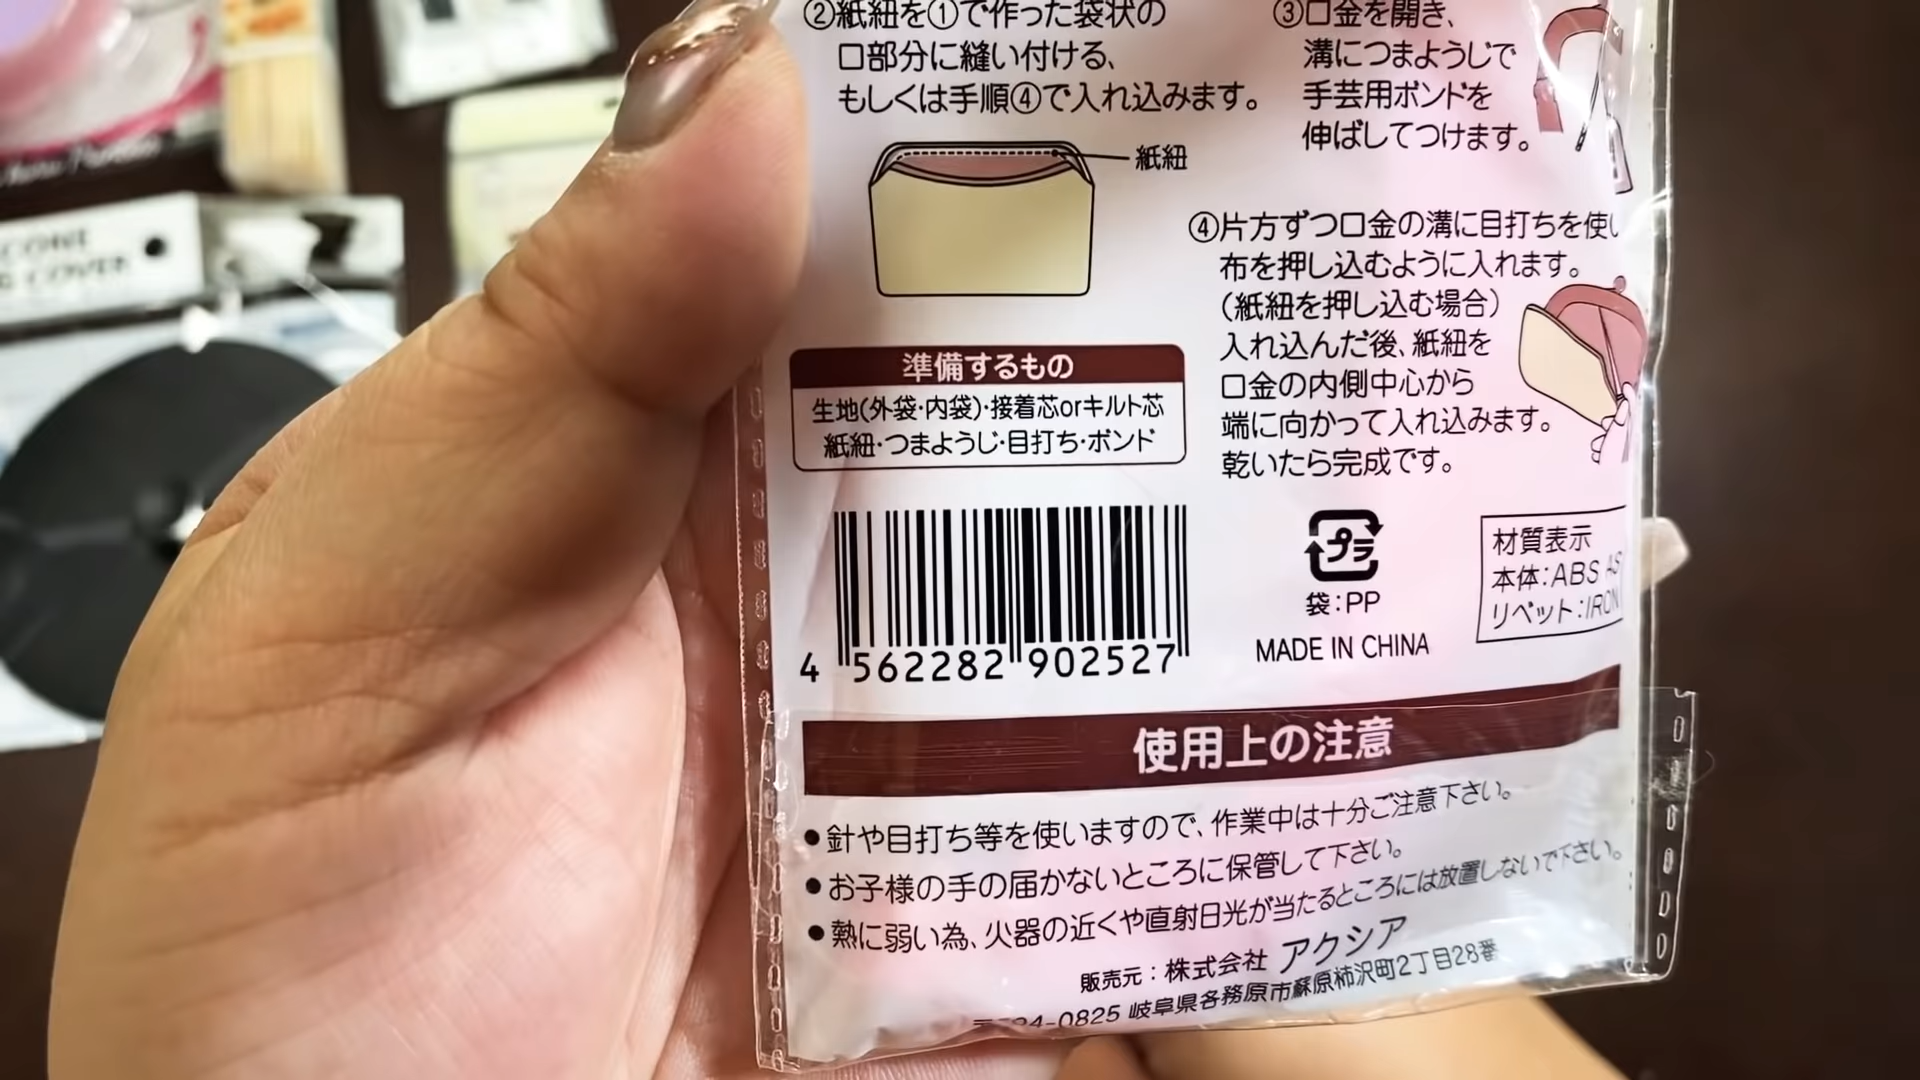 ②紙紐を①で作った袋状の
口部分に縫い付ける、
もしくは手順④で入れ込みます。
紙紐
③口金を開き、
溝につまようじで
手芸用ボンドを
伸ばしてつけます。
④片方ずつ口金の溝に目打ちを使い
布を押し込むように入れます。
(紙紐を押し込む場合)
入れ込んだ後、紙紐を
口金の内側中心から
端に向かって入れ込みます。
乾いたら完成です。
準備するもの
生地(外袋・内袋)・接着芯orキルト芯
紙紐・つまようじ・目打ち・ボンド
4 562282 902527
プラ
袋:PP
MADE IN CHINA
材質表示
本体:ABS AS
リペット:IRON
使用上の注意
●針や目打ち等を使いますので、作業中は十分ご注意下さい。
●お子様の手の届かないところに保管して下さい。
●熱に弱い為、火器の近くや直射日光が当たるところには放置しないで下さい。
販売元:株式会社 アクシア
4-0825 岐阜県各務原市蘇原柿沢町2丁目28番
COVER